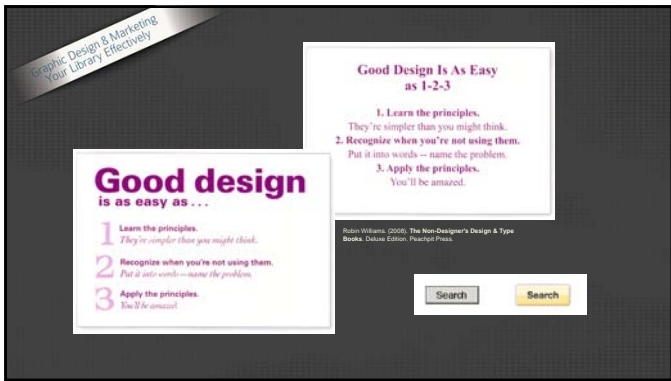 Graphic Design & Marketing
Your Library Effectively
Good Design Is As Easy
as 1-2-3
1. Learn the principles.
They're simpler than you might think.
2. Recognize when you're not using them.
Put it into words -- name the problem.
3. Apply the principles.
You'll be amazed.
Good design
is as easy as . . .
1 Learn the principles.
They're simpler than you might think.
2 Recognize when you're not using them.
Put it into words — name the problem.
3 Apply the principles.
You'll be amazed.
Robin Williams. (2008). The Non-Designer's Design & Type
Books. Deluxe Edition. Peachpit Press.
Search Search